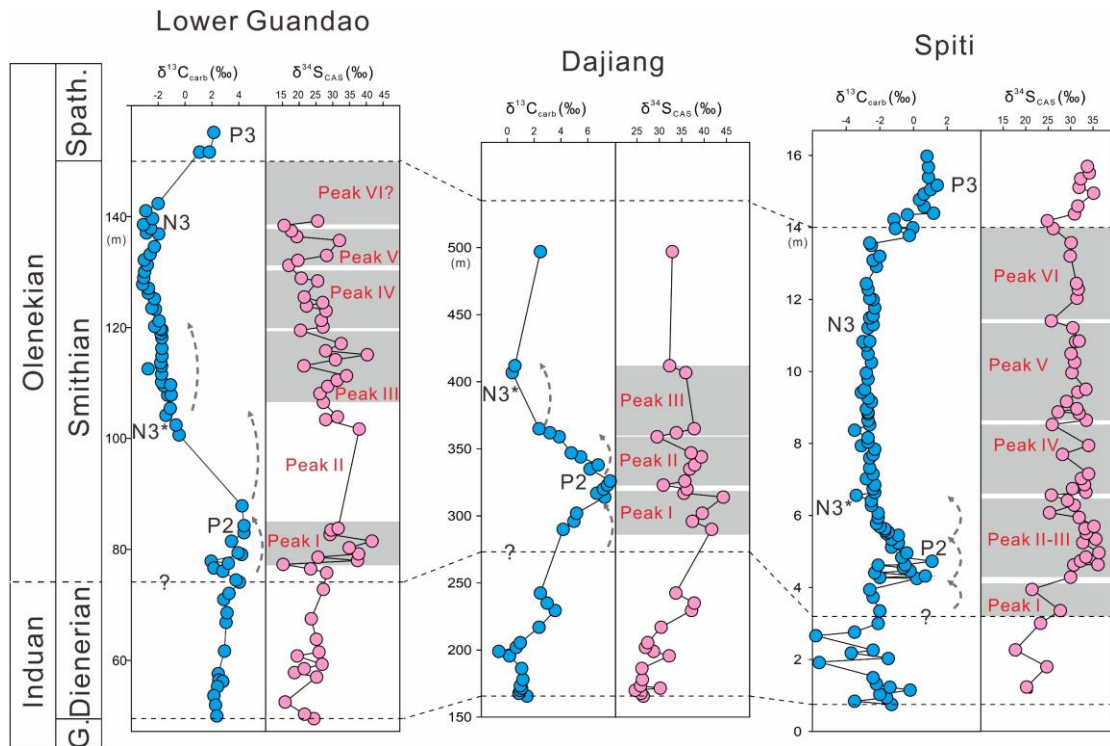 Lower Guandao
Dajiang
Spiti
δ¹³Ccarb(‰)
δ³⁴SCAS(‰)
-4 -2 0 2 4
15 20 25 30 35 40 45
δ¹³Ccarb(‰)
δ³⁴SCAS(‰)
0 2 4 6
25 30 35 40 45
δ¹³Ccarb(‰)
δ³⁴SCAS(‰)
-4 -2 0 2
20 25 30 35
Olenekian
Induan
Spath.
Smithian
Dienerian
G.
140
(m)
120
100
80
60
P3
N3
N3*
P2
?
Peak VI?
Peak V
Peak IV
Peak III
Peak II
Peak I
500
(m)
450
400
350
300
250
200
150
N3*
P2
?
Peak III
Peak II
Peak I
16
14
(m)
12
10
8
6
4
2
0
P3
N3
N3*
P2
?
Peak VI
Peak V
Peak IV
Peak II-III
Peak I